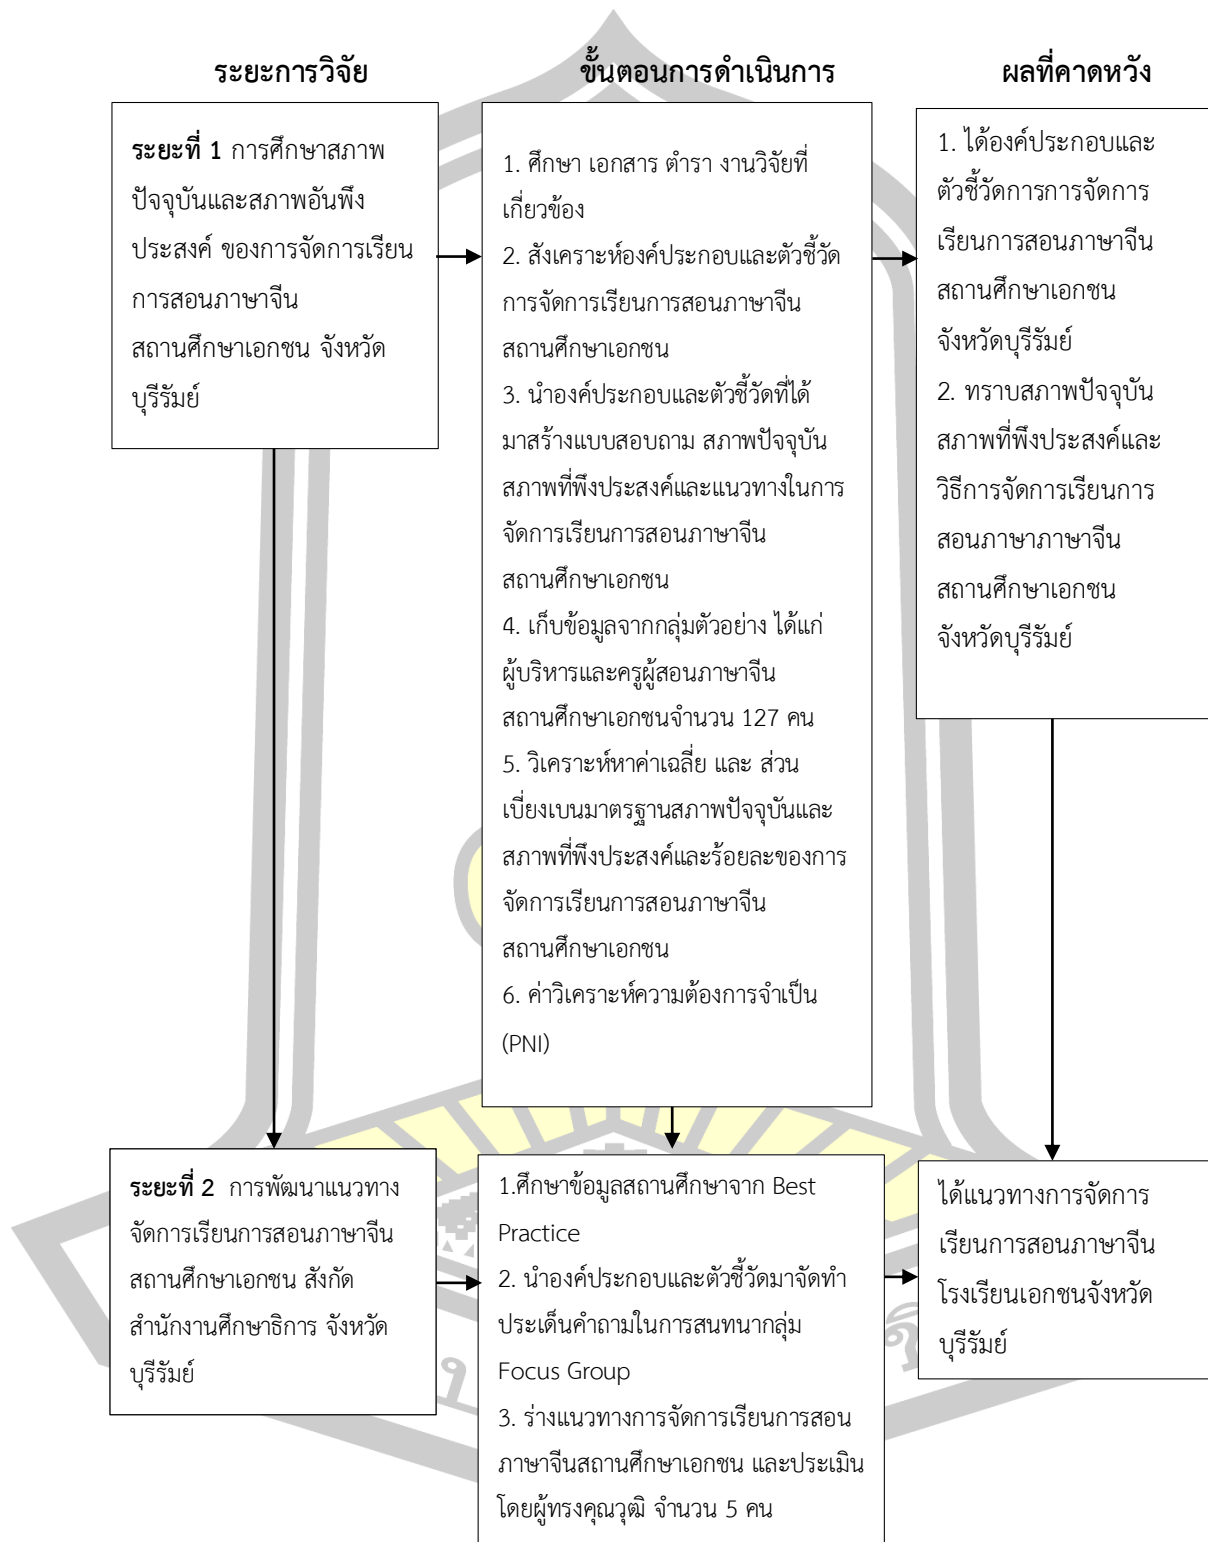 ระยะการวิจัย
ขั้นตอนการดำเนินการ
ผลที่คาดหวัง
ระยะที่ 1 การศึกษาสภาพ
ปัจจุบันและสภาพอันพึง
ประสงค์ ของการจัดการเรียน
การสอนภาษาจีน
สถานศึกษาเอกชน จังหวัด
บุรีรัมย์
1. ศึกษา เอกสาร ตำรา งานวิจัยที่
เกี่ยวข้อง
2. สังเคราะห์องค์ประกอบและตัวชี้วัด
การจัดการเรียนการสอนภาษาจีน
สถานศึกษาเอกชน
3. นำองค์ประกอบและตัวชี้วัดที่ได้
มาสร้างแบบสอบถาม สภาพปัจจุบัน
สภาพที่พึงประสงค์และแนวทางในการ
จัดการเรียนการสอนภาษาจีน
สถานศึกษาเอกชน
4. เก็บข้อมูลจากกลุ่มตัวอย่าง ได้แก่
ผู้บริหารและครูผู้สอนภาษาจีน
สถานศึกษาเอกชนจำนวน 127 คน
5. วิเคราะห์หาค่าเฉลี่ย และ ส่วน
เบี่ยงเบนมาตรฐานสภาพปัจจุบันและ
สภาพที่พึงประสงค์และร้อยละของการ
จัดการเรียนการสอนภาษาจีน
สถานศึกษาเอกชน
6. ค่าวิเคราะห์ความต้องการจำเป็น
(PNI)
1. ได้องค์ประกอบและ
ตัวชี้วัดการการจัดการ
เรียนการสอนภาษาจีน
สถานศึกษาเอกชน
จังหวัดบุรีรัมย์
2. ทราบสภาพปัจจุบัน
สภาพที่พึงประสงค์และ
วิธีการจัดการเรียนการ
สอนภาษาภาษาจีน
สถานศึกษาเอกชน
จังหวัดบุรีรัมย์
ระยะที่ 2 การพัฒนาแนวทาง
จัดการเรียนการสอนภาษาจีน
สถานศึกษาเอกชน สังกัด
สำนักงานศึกษาธิการ จังหวัด
บุรีรัมย์
1.ศึกษาข้อมูลสถานศึกษาจาก Best
Practice
2. นำองค์ประกอบและตัวชี้วัดมาจัดทำ
ประเด็นคำถามในการสนทนากลุ่ม
Focus Group
3. ร่างแนวทางการจัดการเรียนการสอน
ภาษาจีนสถานศึกษาเอกชน และประเมิน
โดยผู้ทรงคุณวุฒิ จำนวน 5 คน
ได้แนวทางการจัดการ
เรียนการสอนภาษาจีน
โรงเรียนเอกชนจังหวัด
บุรีรัมย์